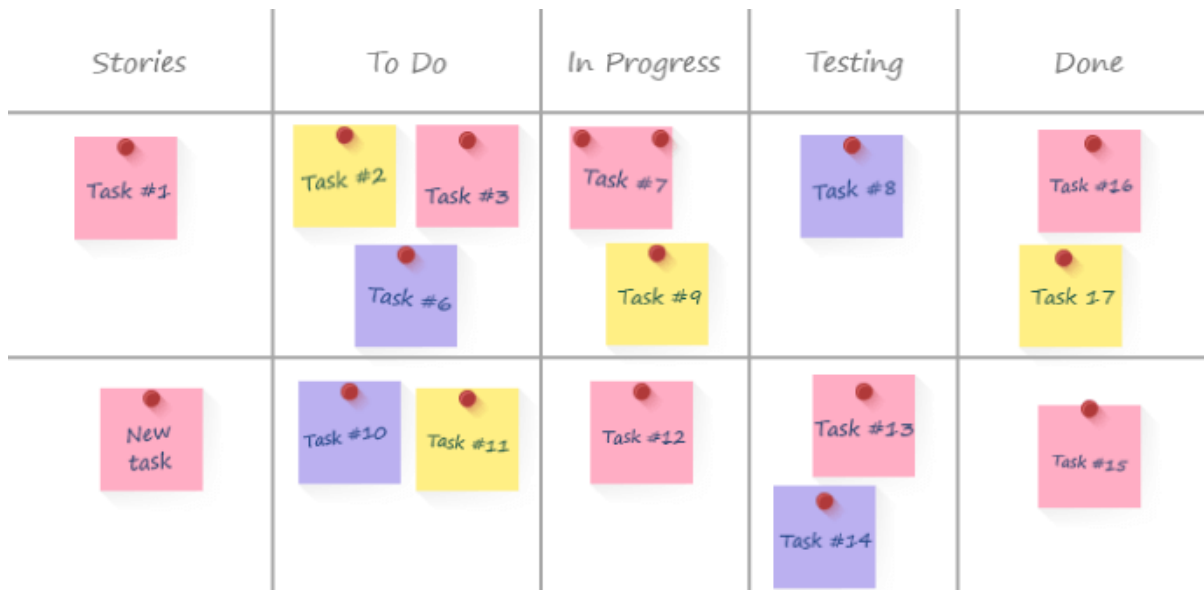 Stories
To Do
In Progress
Testing
Done
Task #1
Task #2
Task #3
Task #6
Task #7
Task #9
Task #8
Task #16
Task 17
New
task
Task #10
Task #11
Task #12
Task #13
Task #14
Task #15